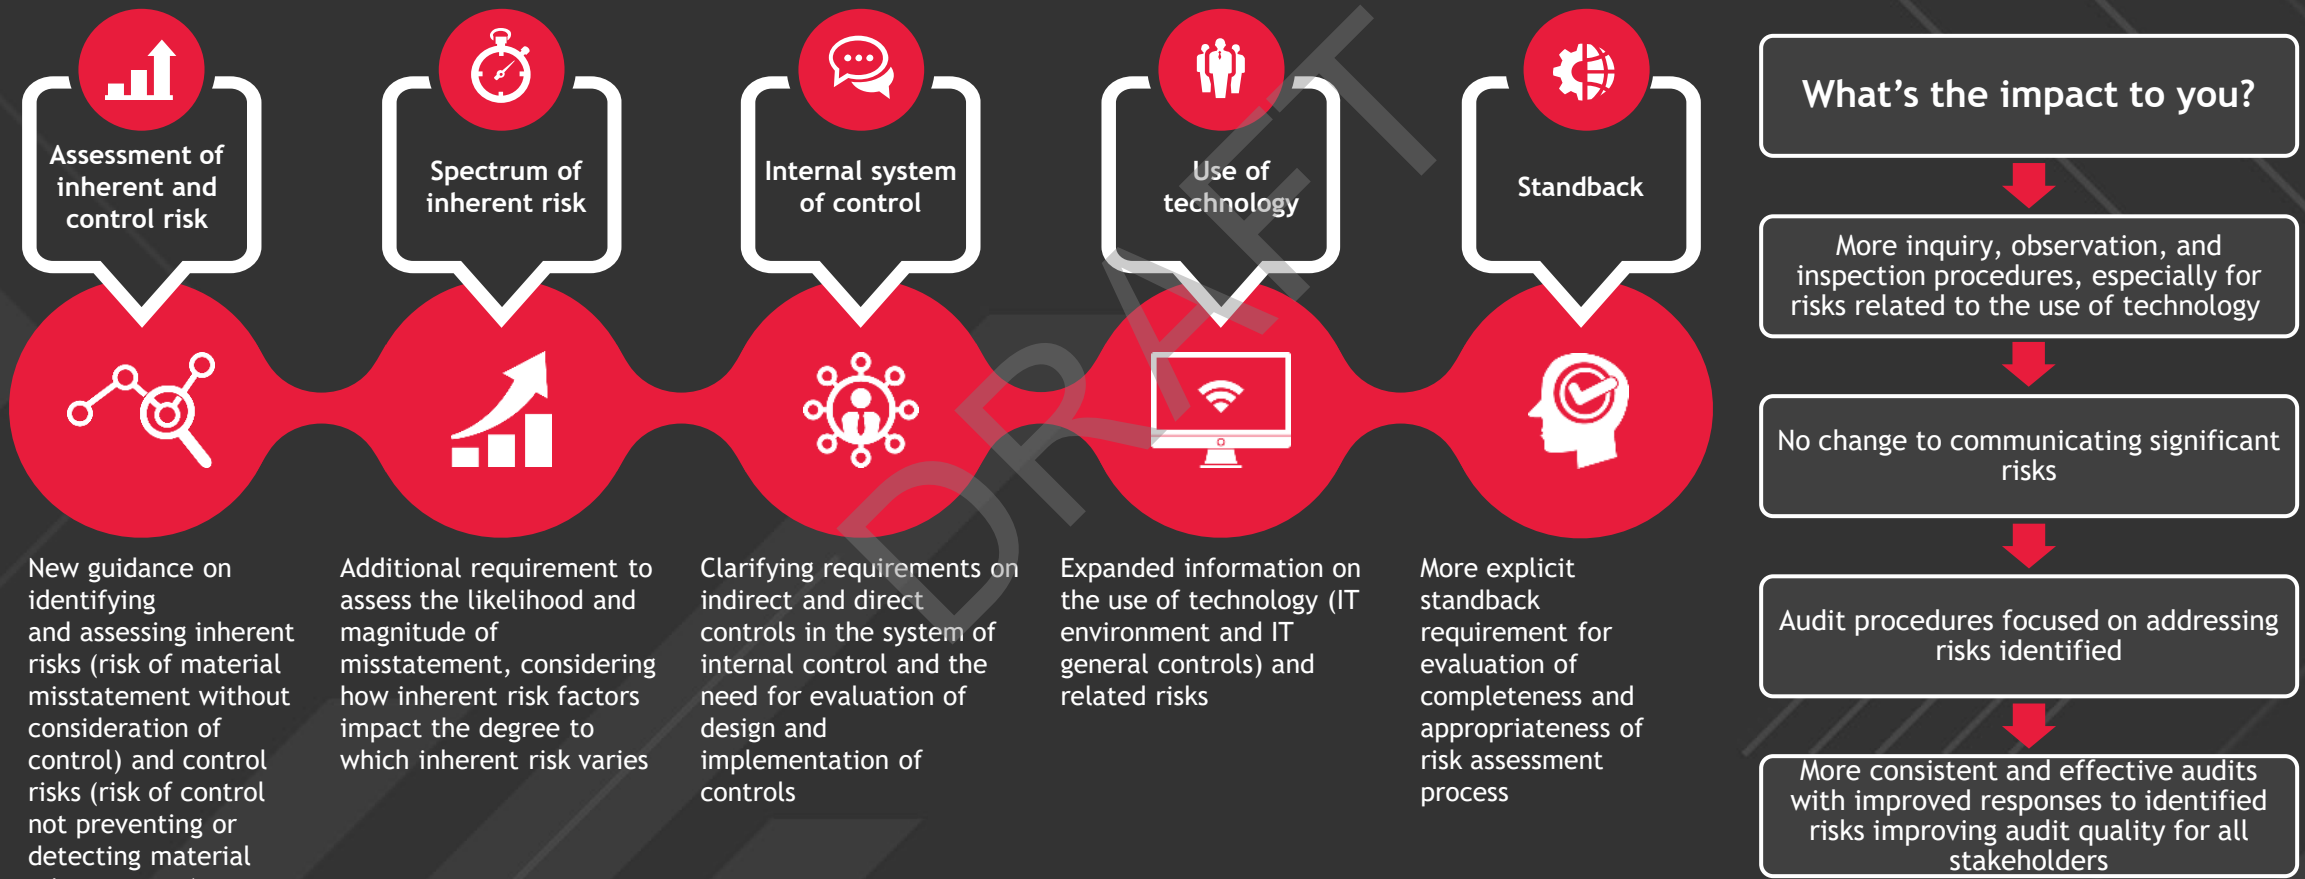 Assessment of
inherent and
control risk
New guidance on
identifying
and assessing inherent
risks (risk of material
misstatement without
consideration of
control) and control
risks (risk of control
not preventing or
detecting material
Spectrum of
inherent risk
Additional requirement to
assess the likelihood and
magnitude of
misstatement, considering
how inherent risk factors
impact the degree to
which inherent risk varies
Internal system
of control
Clarifying requirements on
indirect and direct
controls in the system of
internal control and the
need for evaluation of
design and
implementation of
controls
Use of
technology
Expanded information on
the use of technology (IT
environment and IT
general controls) and
related risks
Standback
More explicit
standback
requirement for
evaluation of
completeness and
appropriateness of
risk assessment
process
What's the impact to you?
More inquiry, observation, and
inspection procedures, especially for
risks related to the use of technology
No change to communicating significant
risks
Audit procedures focused on addressing
risks identified
More consistent and effective audits
with improved responses to identified
risks improving audit quality for all
stakeholders
DRAFT